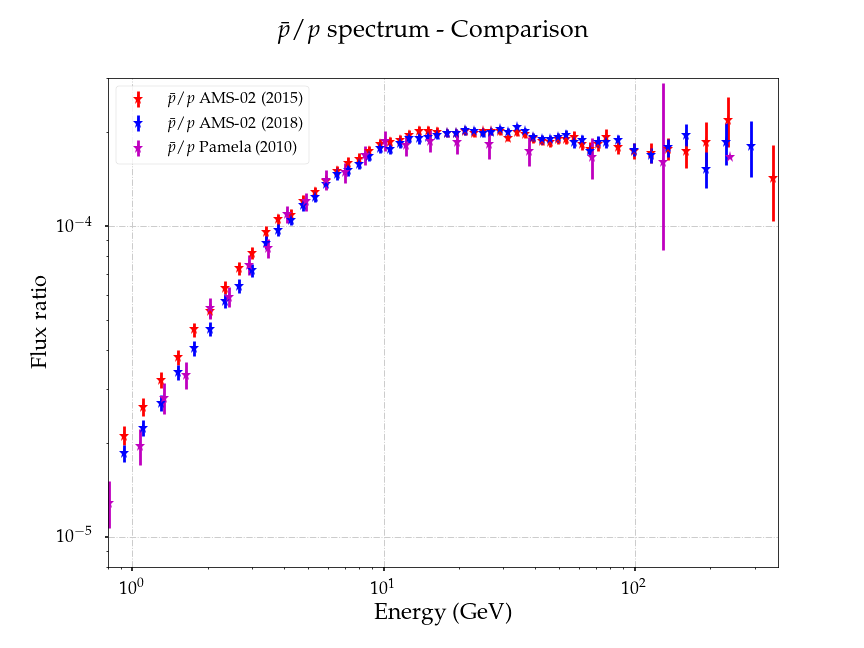 p̄ / p spectrum - Comparison
p̄ / p AMS-02 (2015)
p̄ / p AMS-02 (2018)
p̄ / p Pamela (2010)
Flux ratio
10⁻⁴
10⁻⁵
10⁰ 10¹ 10²
Energy (GeV)